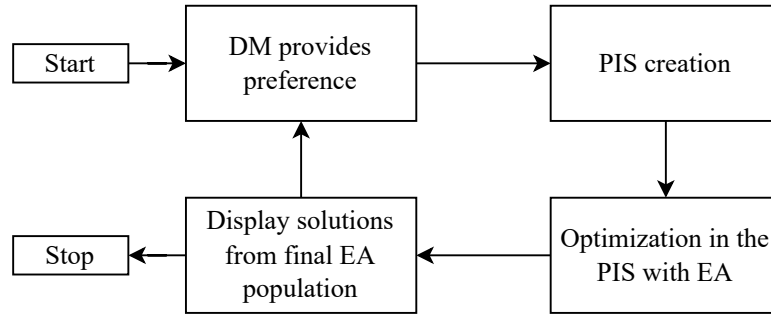 Start
DM provides
preference
PIS creation
Optimization in the
PIS with EA
Display solutions
from final EA
population
Stop